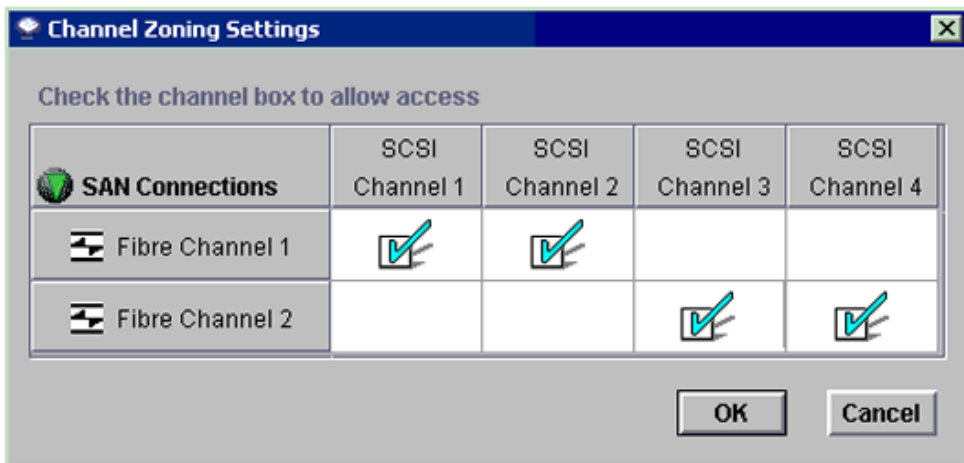 Channel Zoning Settings
Check the channel box to allow access
SAN Connections
SCSI Channel 1
SCSI Channel 2
SCSI Channel 3
SCSI Channel 4
Fibre Channel 1
Fibre Channel 2
OK
Cancel